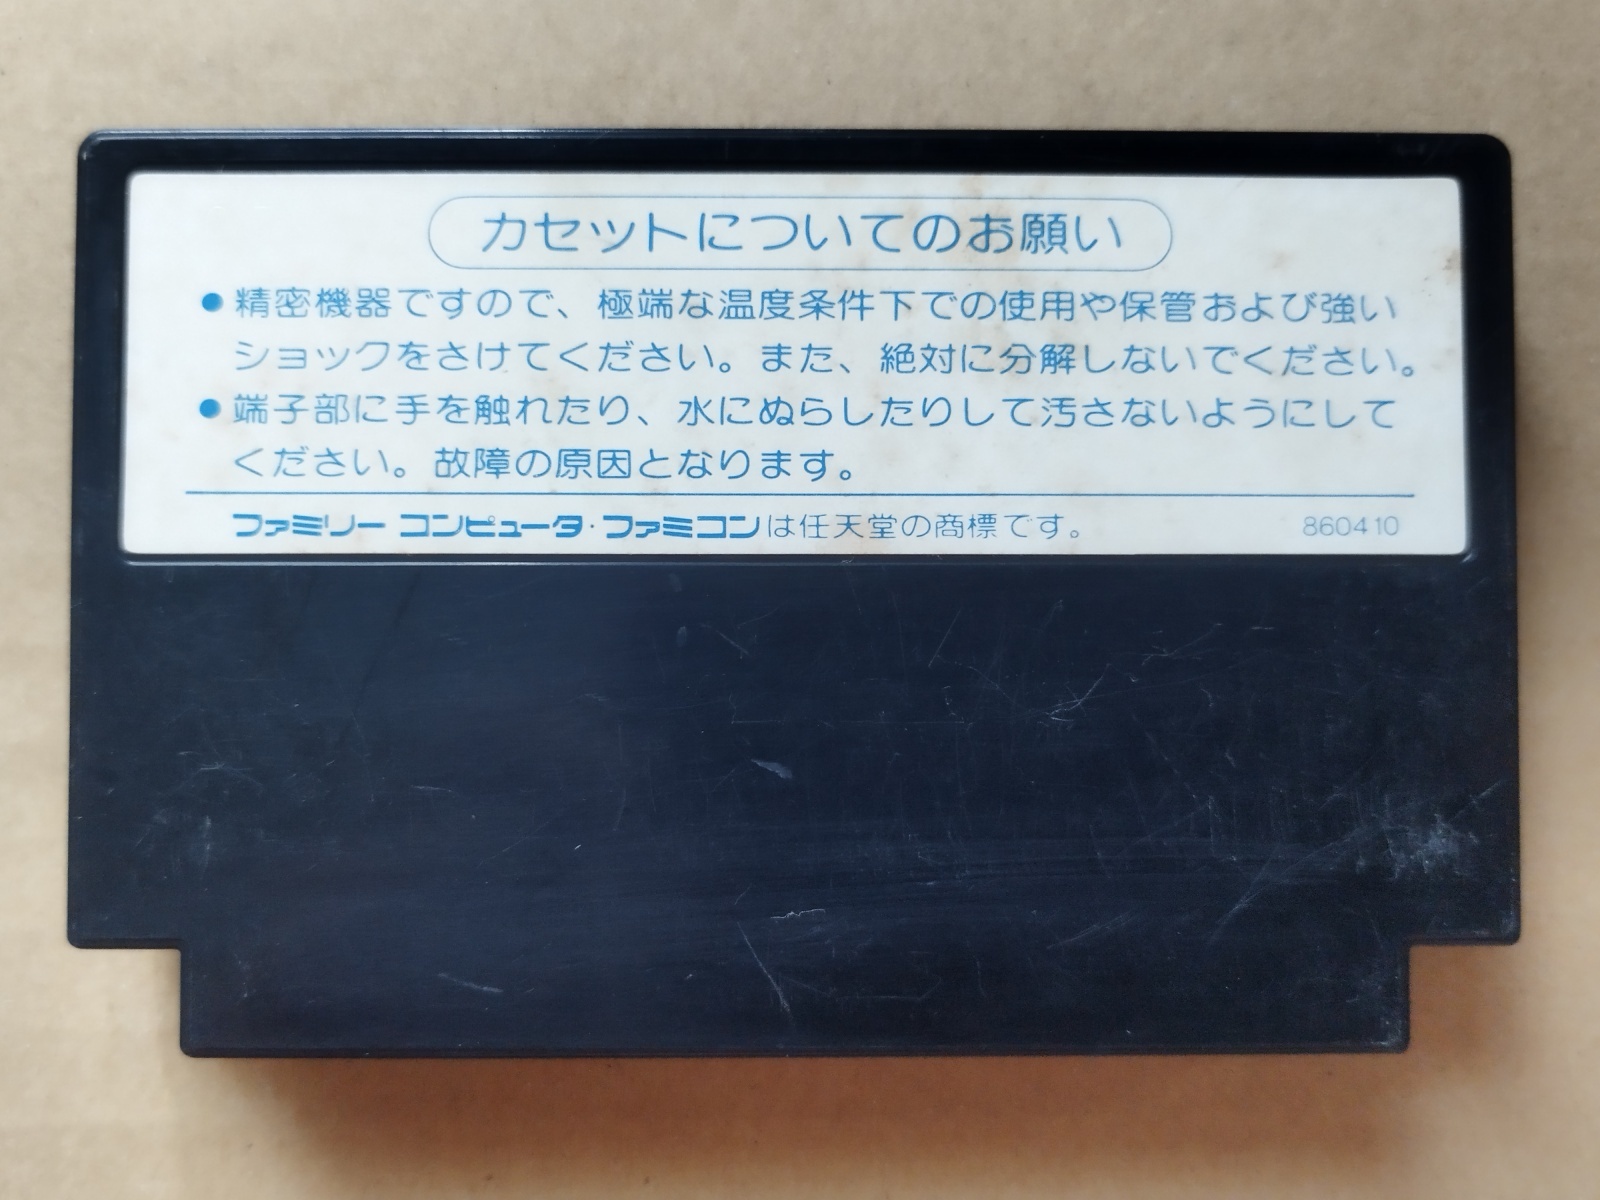 カセットについてのお願い
●精密機器ですので、極端な温度条件下での使用や保管および強い
ショックをさけてください。また、絶対に分解しないでください。
●端子部に手を触れたり、水にぬらしたりして汚さないようにして
ください。故障の原因となります。
ファミリー コンピュータ・ファミコンは任天堂の商標です。 860410